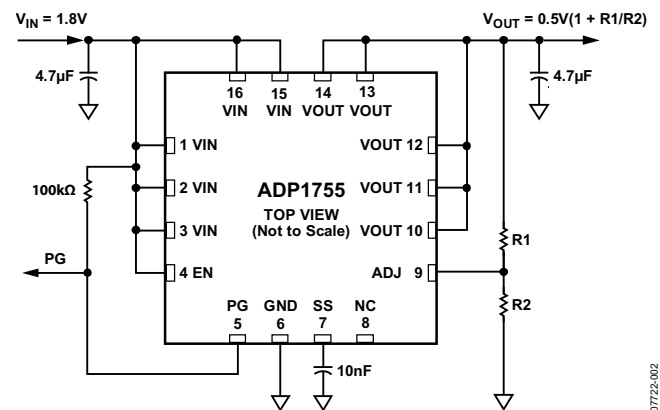 VIN = 1.8V
VOUT = 0.5V(1 + R1/R2)
4.7µF
4.7µF
16 15 14 13
VIN VIN VOUT VOUT
1 VIN
VOUT 12
100kΩ
2 VIN
ADP1755
VOUT 11
TOP VIEW
(Not to Scale)
3 VIN
VOUT 10
R1
PG
4 EN
ADJ 9
R2
PG GND SS NC
5 6 7 8
10nF
07722-002